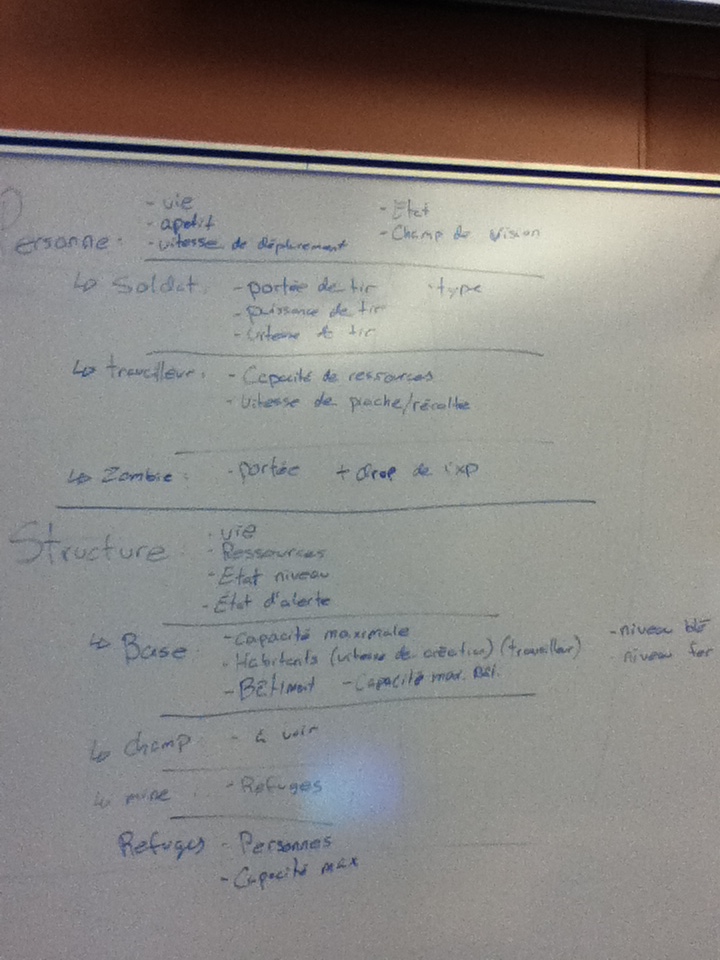 - vie - Etat
- apetit - Champ de vision
Personne: - vitesse de déplacement
↳ Soldat: - portée de tir - type
- puissance de tir
- vitesse de tir
↳ travailleur: - Capacité de ressources
- Vitesse de pioche/récolte
↳ Zombie: - portée + drop de l'xp
Structure: - vie
- Ressources
- Etat niveau
- Etat d'alerte
↳ Base: - Capacité maximale - niveau blé
- Habitants (vitesse de création) (travailleur) niveau fer
- Bâtiment - Capacité max. Bât.
↳ Champ - à voir
↳ mine: - Refuges
Refuges - Personnes
- Capacité max